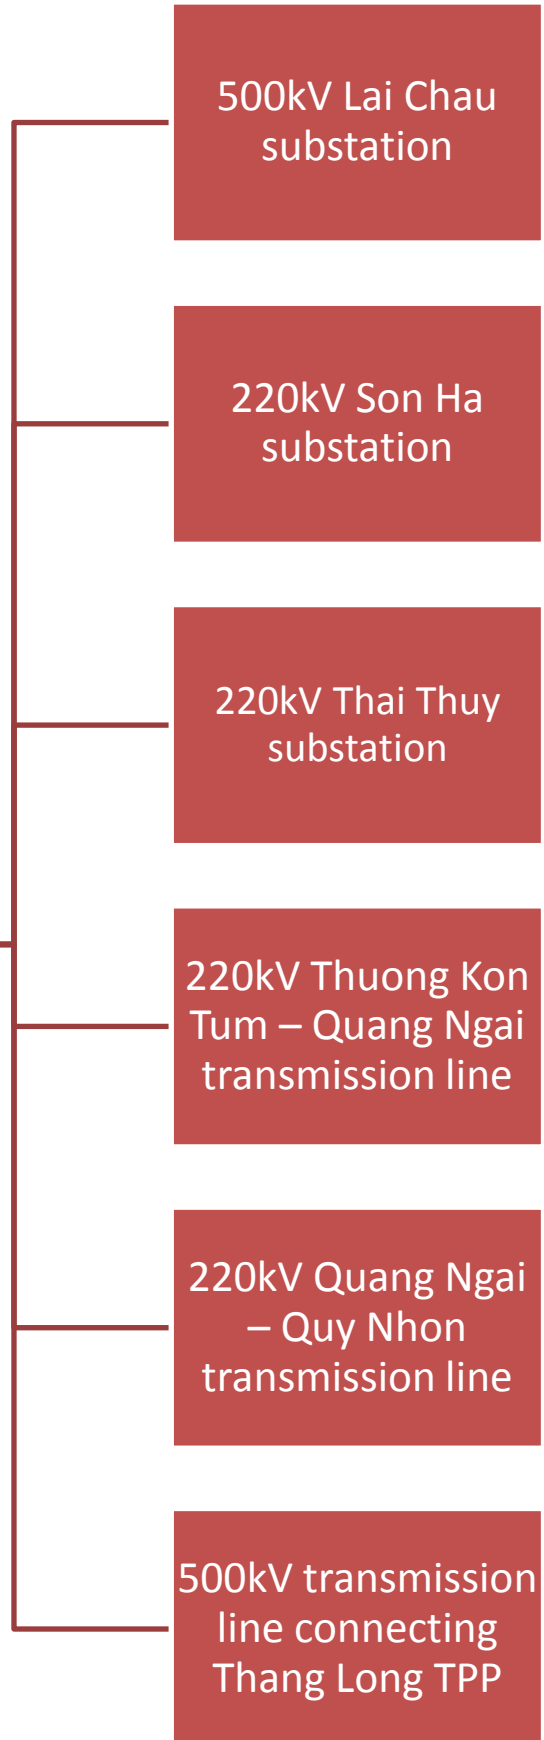 500kV Lai Chau
substation
220kV Son Ha
substation
220kV Thai Thuy
substation
220kV Thuong Kon
Tum – Quang Ngai
transmission line
220kV Quang Ngai
– Quy Nhon
transmission line
500kV transmission
line connecting
Thang Long TPP